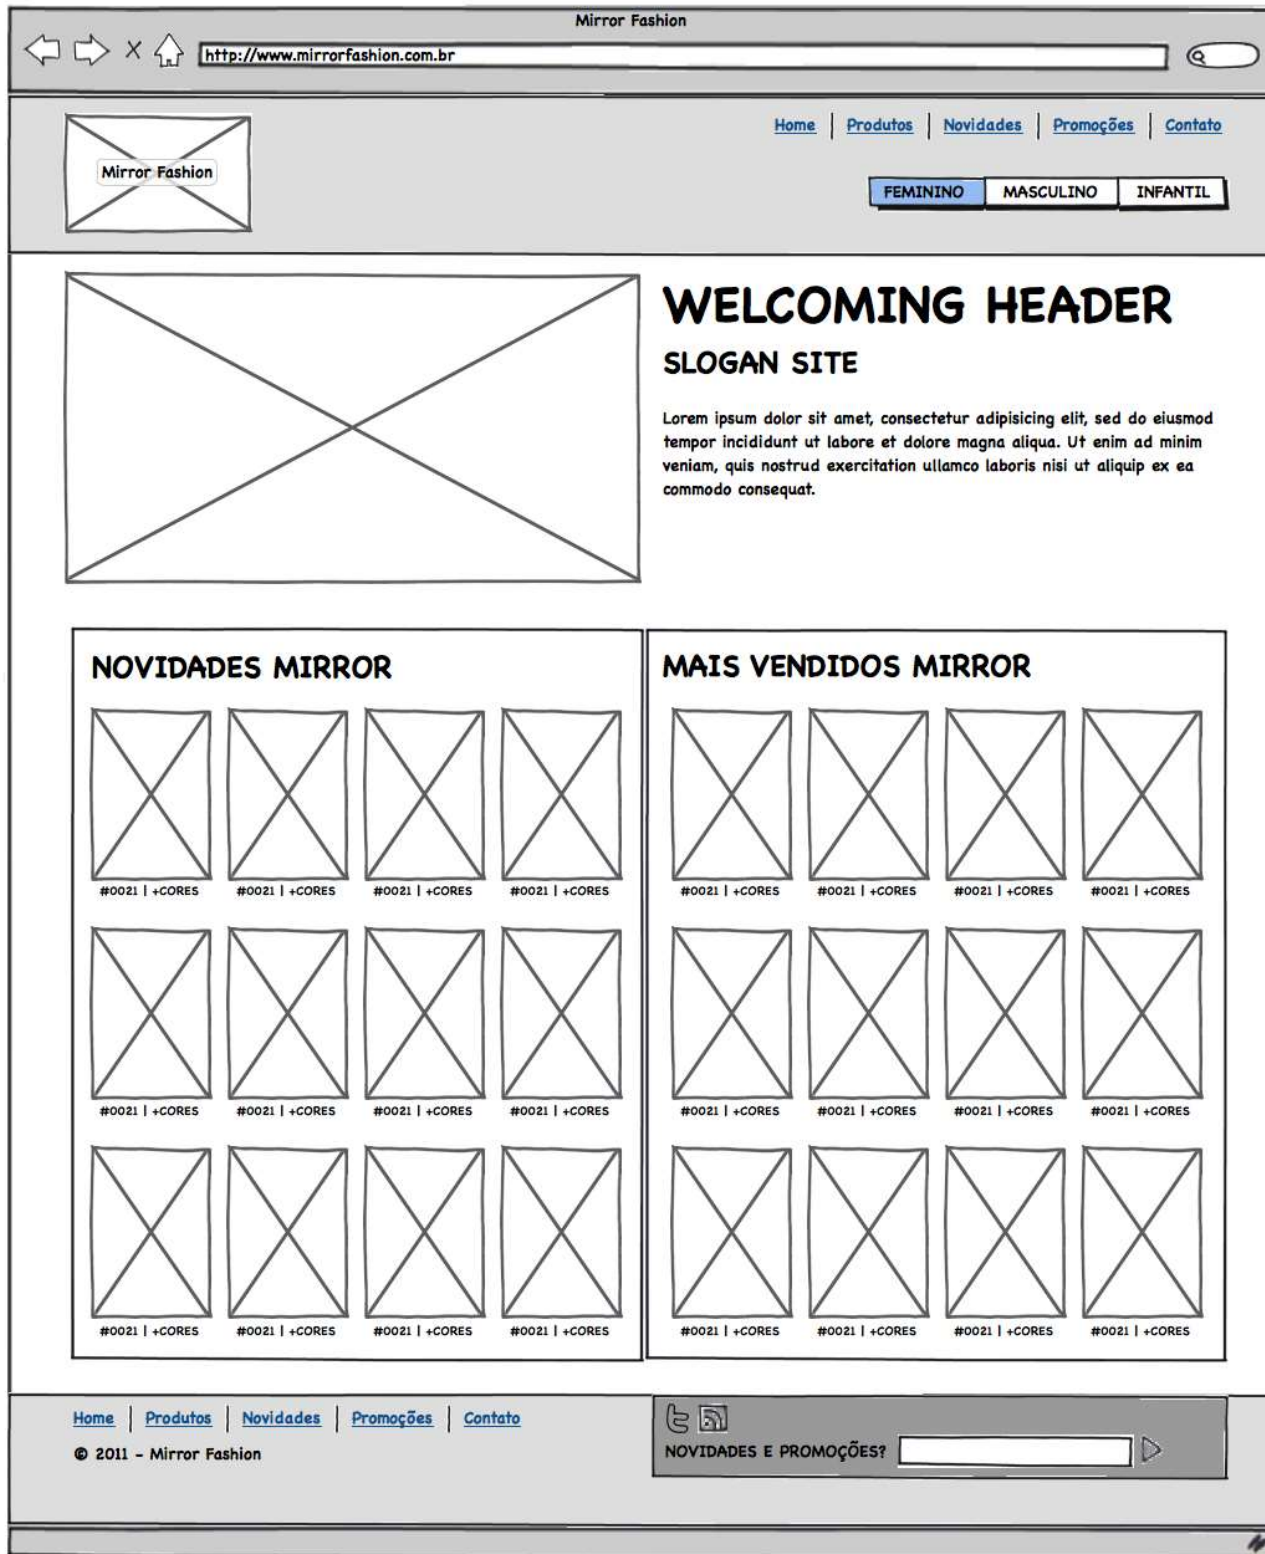 Mirror Fashion
http://www.mirrorfashion.com.br
Home | Produtos | Novidades | Promoções | Contato
Mirror Fashion
FEMININO MASCULINO INFANTIL
WELCOMING HEADER
SLOGAN SITE
Lorem ipsum dolor sit amet, consectetur adipisicing elit, sed do eiusmod
tempor incididunt ut labore et dolore magna aliqua. Ut enim ad minim
veniam, quis nostrud exercitation ullamco laboris nisi ut aliquip ex ea
commodo consequat.
NOVIDADES MIRROR
#0021 | +CORES #0021 | +CORES #0021 | +CORES #0021 | +CORES
#0021 | +CORES #0021 | +CORES #0021 | +CORES #0021 | +CORES
#0021 | +CORES #0021 | +CORES #0021 | +CORES #0021 | +CORES
MAIS VENDIDOS MIRROR
#0021 | +CORES #0021 | +CORES #0021 | +CORES #0021 | +CORES
#0021 | +CORES #0021 | +CORES #0021 | +CORES #0021 | +CORES
#0021 | +CORES #0021 | +CORES #0021 | +CORES #0021 | +CORES
Home | Produtos | Novidades | Promoções | Contato
© 2011 - Mirror Fashion
NOVIDADES E PROMOÇÕES?